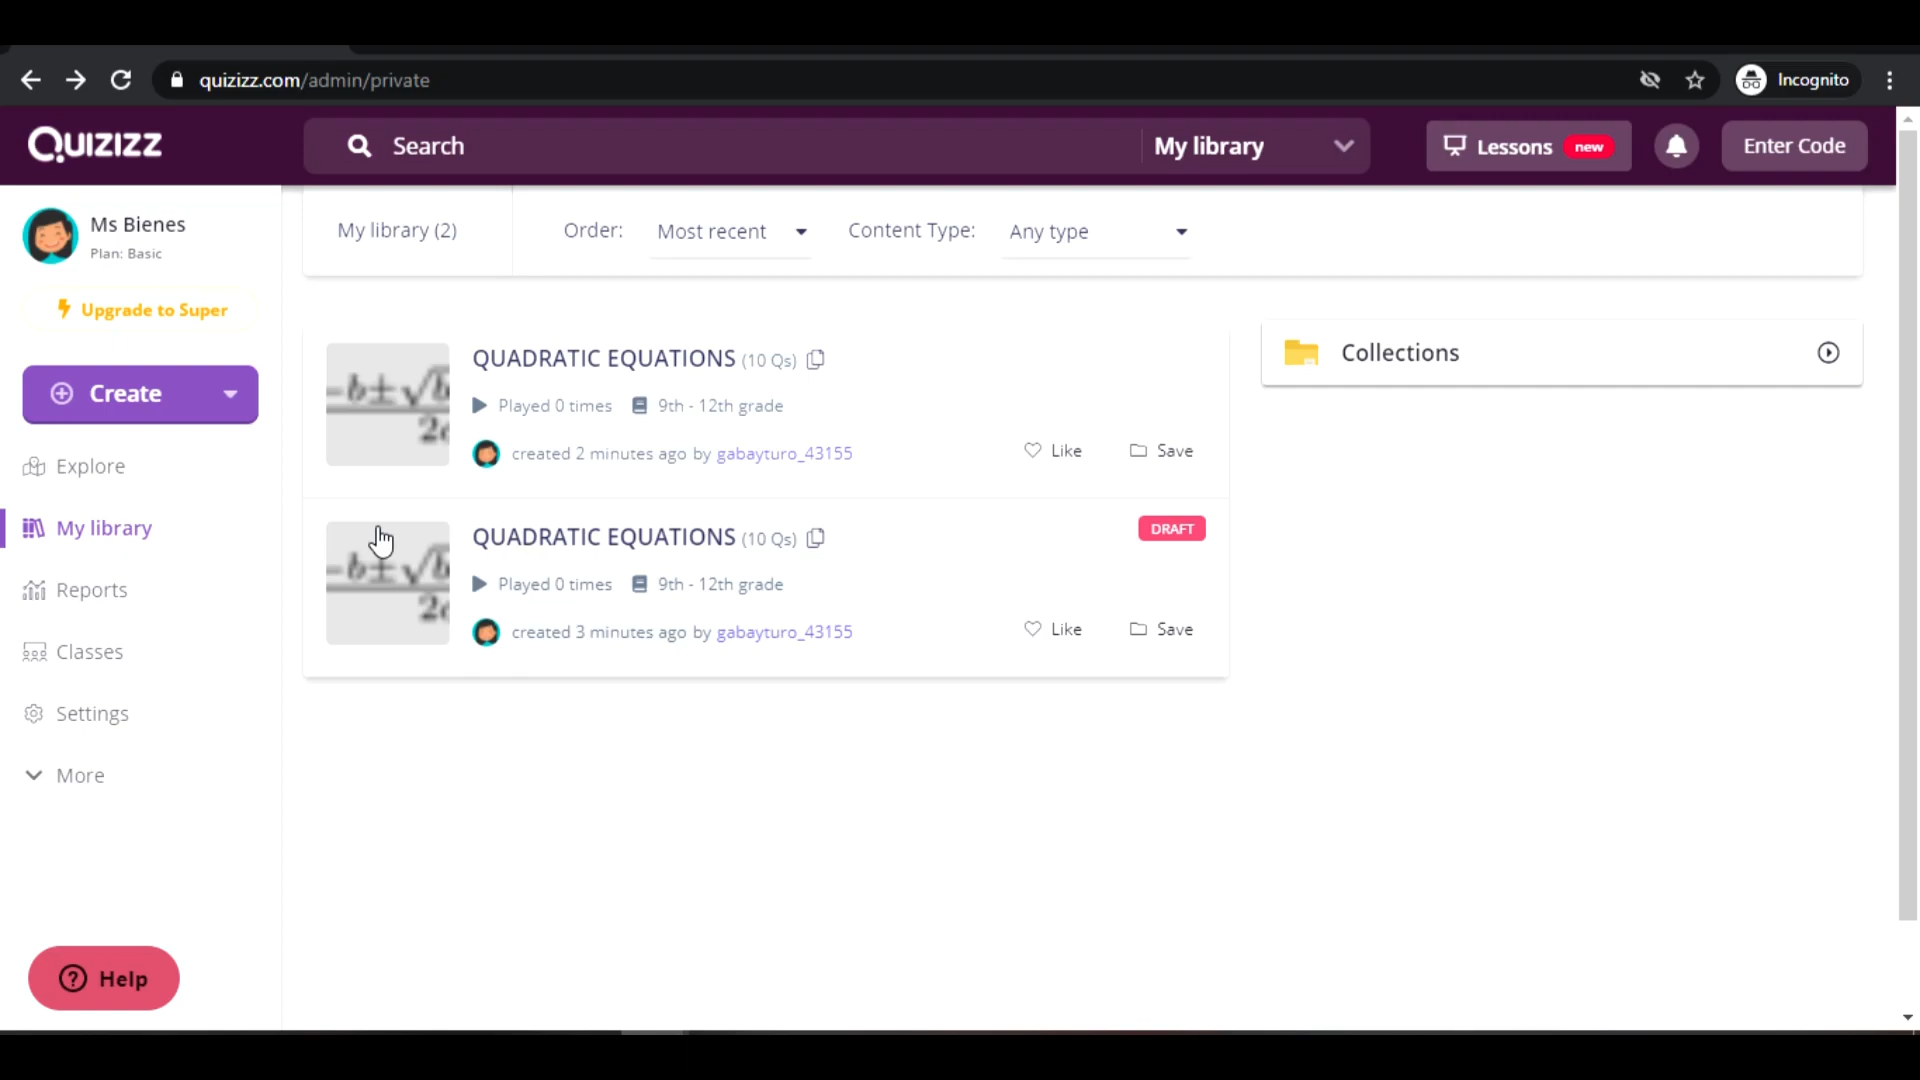 quizizz.com/admin/private
Incognito
QUIZIZZ
Search
My library
Lessons new
Enter Code
Ms Bienes
Plan: Basic
Upgrade to Super
Create
Explore
My library
Reports
Classes
Settings
More
Help
My library (2)
Order: Most recent
Content Type: Any type
QUADRATIC EQUATIONS (10 Qs)
Played 0 times 9th - 12th grade
created 2 minutes ago by gabayturo_43155
Like Save
QUADRATIC EQUATIONS (10 Qs)
DRAFT
Played 0 times 9th - 12th grade
created 3 minutes ago by gabayturo_43155
Like Save
Collections